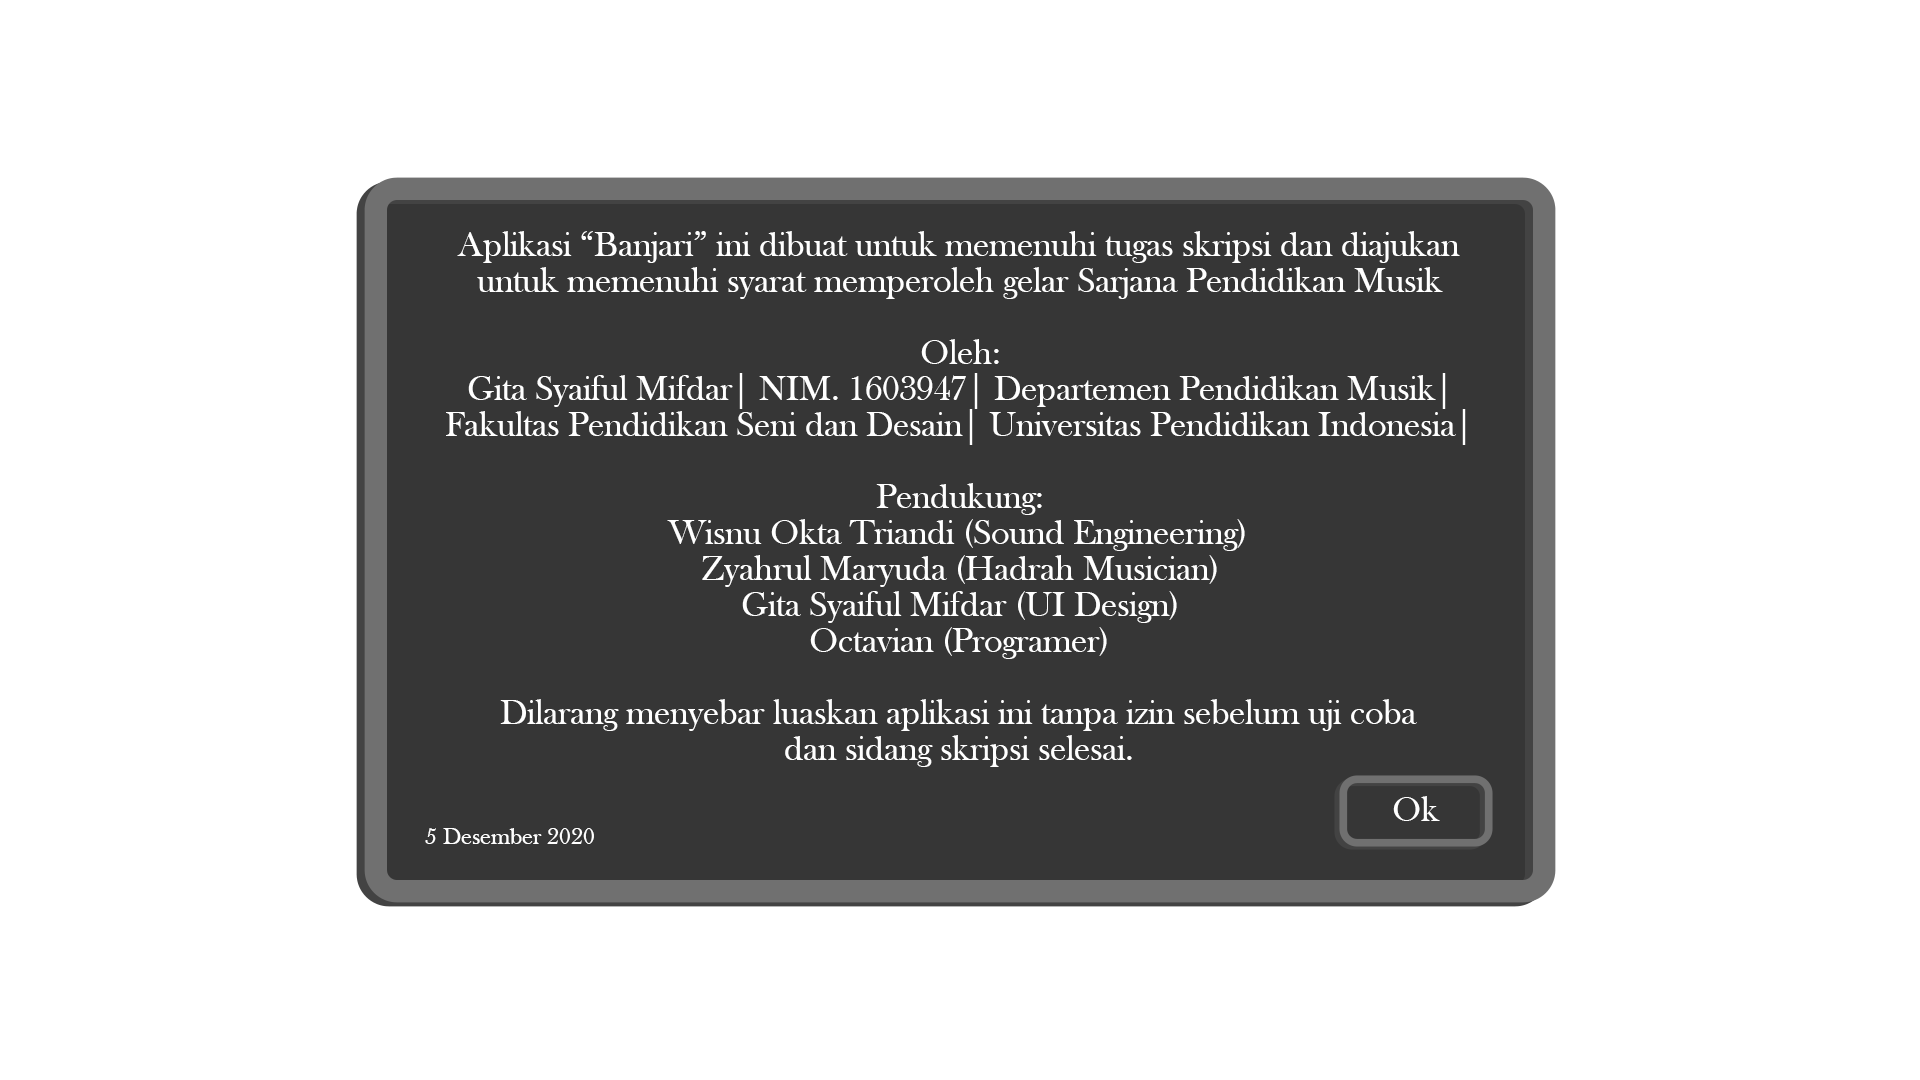 Aplikasi “Banjari” ini dibuat untuk memenuhi tugas skripsi dan diajukan
untuk memenuhi syarat memperoleh gelar Sarjana Pendidikan Musik
Oleh:
Gita Syaiful Mifdar| NIM. 1603947| Departemen Pendidikan Musik|
Fakultas Pendidikan Seni dan Desain| Universitas Pendidikan Indonesia|
Pendukung:
Wisnu Okta Triandi (Sound Engineering)
Zyahrul Maryuda (Hadrah Musician)
Gita Syaiful Mifdar (UI Design)
Octavian (Programer)
Dilarang menyebar luaskan aplikasi ini tanpa izin sebelum uji coba
dan sidang skripsi selesai.
Ok
5 Desember 2020